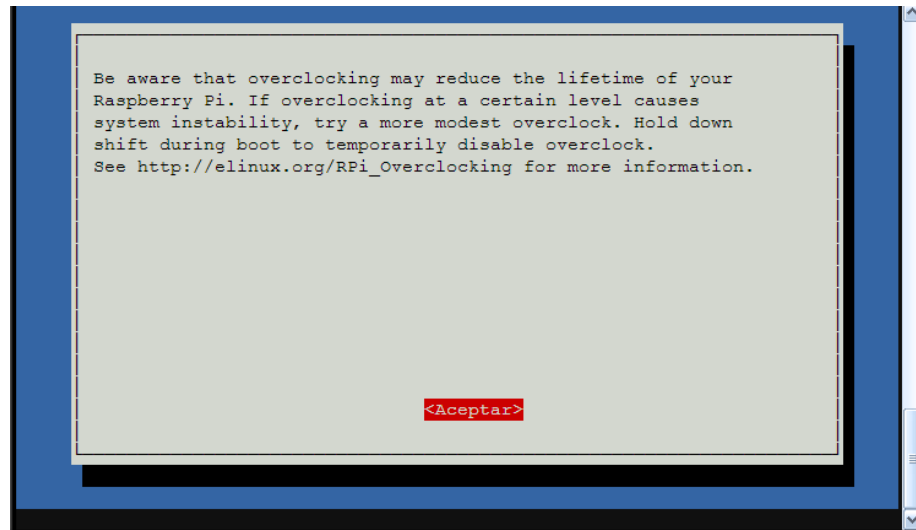 Be aware that overclocking may reduce the lifetime of your
Raspberry Pi. If overclocking at a certain level causes
system instability, try a more modest overclock. Hold down
shift during boot to temporarily disable overclock.
See http://elinux.org/RPi_Overclocking for more information.
<Aceptar>